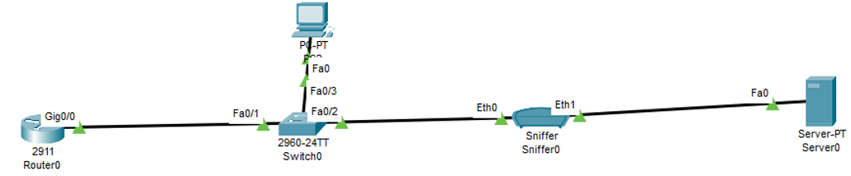 PC-PT
Fa0
Gig0/0
Fa0/1
Fa0/3
Fa0/2
Eth0
Eth1
Fa0
2911
Router0
2960-24TT
Switch0
Sniffer
Sniffer0
Server-PT
Server0